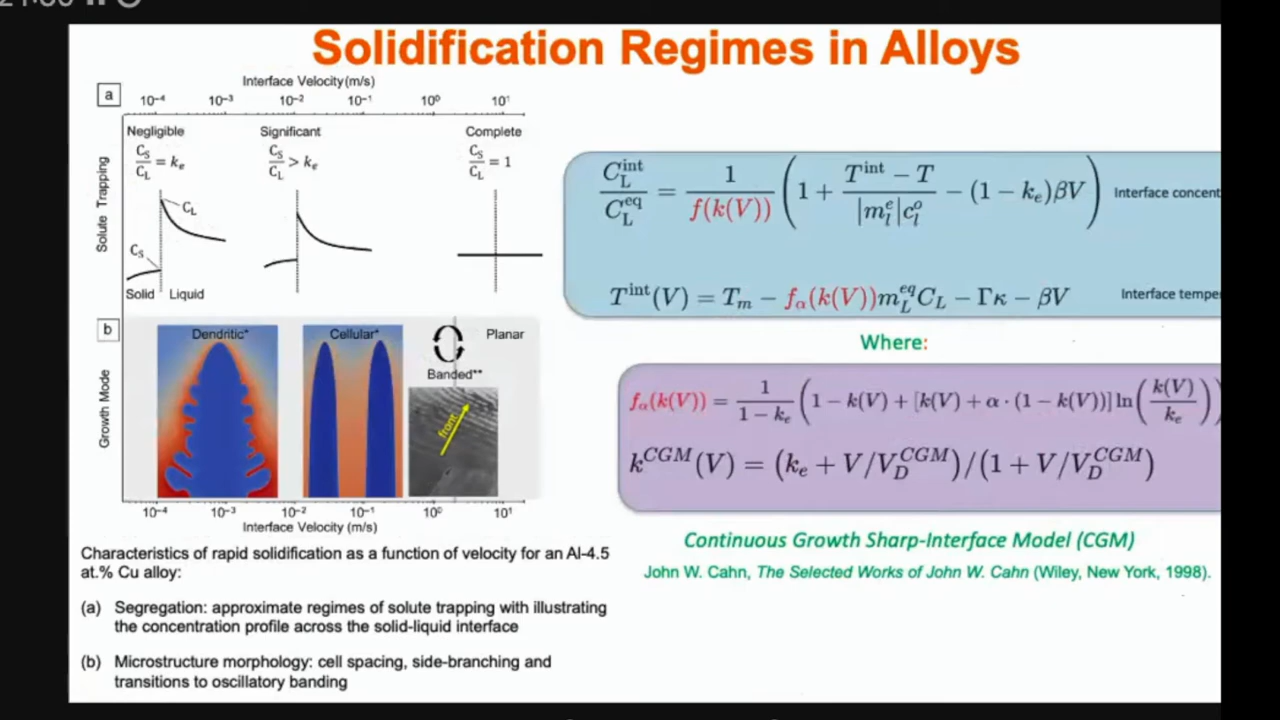 Solidification Regimes in Alloys
Interface Velocity (m/s)
a
10⁻⁴ 10⁻³ 10⁻² 10⁻¹ 10⁰ 10¹
Negligible Significant Complete
C_S/C_L = k_e C_S/C_L > k_e C_S/C_L = 1
Solute Trapping
C_L
C_S
Solid Liquid
b
Dendritic* Cellular* Planar
Banded**
front
Growth Mode
10⁻⁴ 10⁻³ 10⁻² 10⁻¹ 10⁰ 10¹
Interface Velocity (m/s)
Characteristics of rapid solidification as a function of velocity for an Al-4.5
at.% Cu alloy:
(a) Segregation: approximate regimes of solute trapping with illustrating
the concentration profile across the solid-liquid interface
(b) Microstructure morphology: cell spacing, side-branching and
transitions to oscillatory banding
C_L^int/C_L^eq = 1/f(k(V)) (1 + (T^int − T)/(|m_l^e|c_l^o) − (1 − k_e)βV) Interface
T^int(V) = T_m − f_α(k(V))m_L^eq C_L − Γκ − βV Interface
Where:
f_α(k(V)) = 1/(1 − k_e) (1 − k(V) + [k(V) + α · (1 − k(V))] ln(k(V)/k_e))
k^CGM(V) = (k_e + V/V_D^CGM)/(1 + V/V_D^CGM)
Continuous Growth Sharp-Interface Model (CGM)
John W. Cahn, The Selected Works of John W. Cahn (Wiley, New York, 1998).